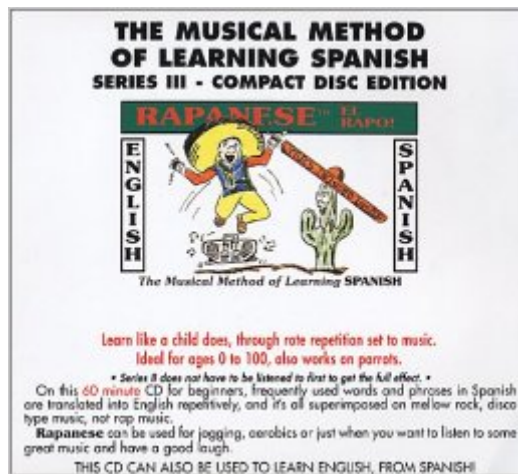 THE MUSICAL METHOD
OF LEARNING SPANISH
SERIES III - COMPACT DISC EDITION
RAPANESE™ EL RAPO!
ENGLISH
SPANISH
The Musical Method of Learning SPANISH
Learn like a child does, through rote repetition set to music.
Ideal for ages 0 to 100, also works on parrots.
• Series II does not have to be listened to first to get the full effect. •
On this 60 minute CD for beginners, frequently used words and phrases in Spanish
are translated into English repetitively, and it's all superimposed on mellow rock, disco
type music, not rap music.
Rapanese can be used for jogging, aerobics or just when you want to listen to some
great music and have a good laugh.
THIS CD CAN ALSO BE USED TO LEARN ENGLISH, FROM SPANISH!